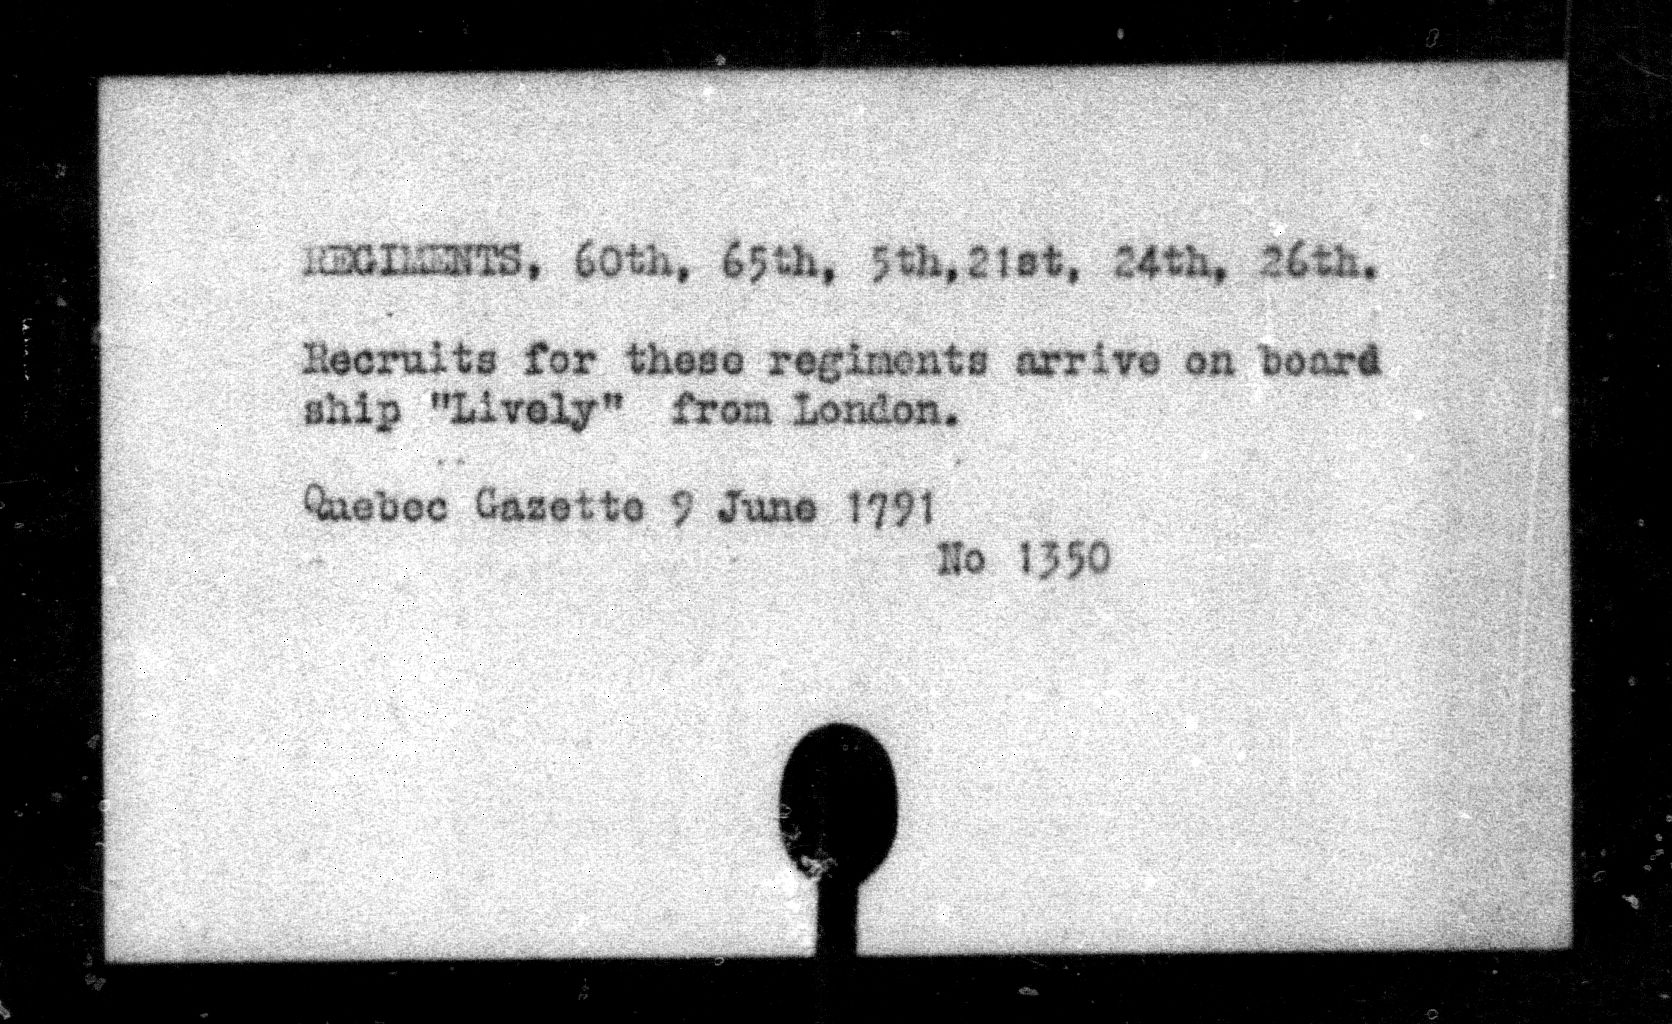 REGIMENTS, 60th, 65th, 5th,21st, 24th, 26th.
Recruits for these regiments arrive on board
ship "Lively" from London.
Quebec Gazette 9 June 1791
No 1350